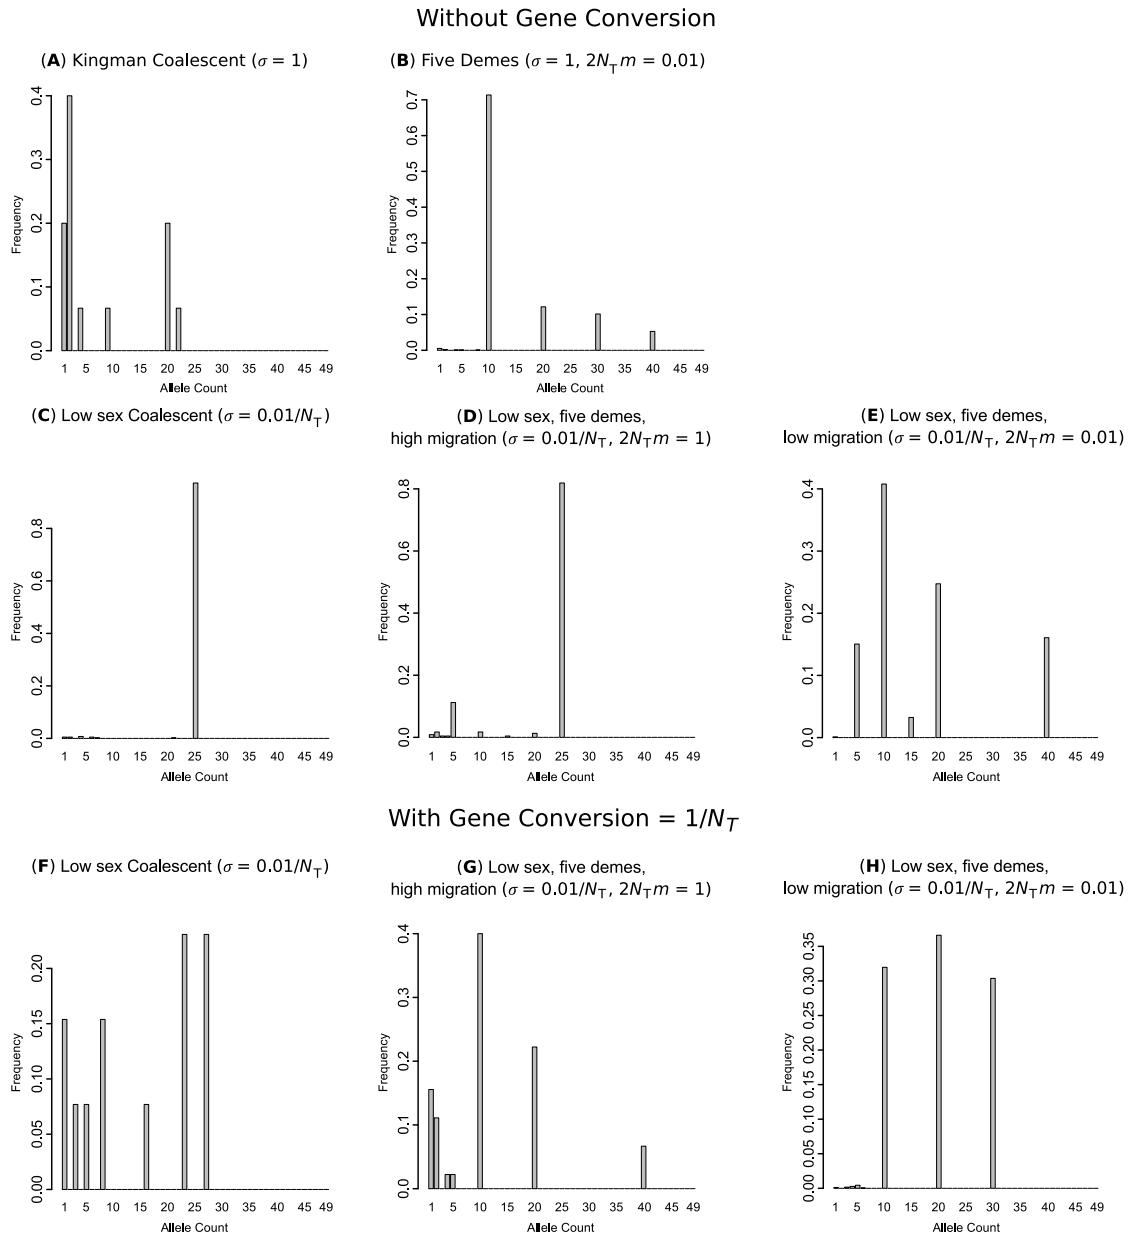 Without Gene Conversion
(A) Kingman Coalescent (σ = 1)
(B) Five Demes (σ = 1, 2N_T m = 0.01)
Frequency
0.0 0.1 0.2 0.3 0.4
1 5 10 15 20 25 30 35 40 45 49
Allele Count
Frequency
0.0 0.1 0.2 0.3 0.4 0.5 0.6 0.7
1 5 10 15 20 25 30 35 40 45 49
Allele Count
(C) Low sex Coalescent (σ = 0.01/N_T)
(D) Low sex, five demes,
high migration (σ = 0.01/N_T, 2N_T m = 1)
(E) Low sex, five demes,
low migration (σ = 0.01/N_T, 2N_T m = 0.01)
Frequency
0.0 0.2 0.4 0.6 0.8
1 5 10 15 20 25 30 35 40 45 49
Allele Count
Frequency
0.0 0.2 0.4 0.6 0.8
1 5 10 15 20 25 30 35 40 45 49
Allele Count
Frequency
0.0 0.1 0.2 0.3 0.4
1 5 10 15 20 25 30 35 40 45 49
Allele Count
With Gene Conversion = 1/N_T
(F) Low sex Coalescent (σ = 0.01/N_T)
(G) Low sex, five demes,
high migration (σ = 0.01/N_T, 2N_T m = 1)
(H) Low sex, five demes,
low migration (σ = 0.01/N_T, 2N_T m = 0.01)
Frequency
0.00 0.05 0.10 0.15 0.20
1 5 10 15 20 25 30 35 40 45 49
Allele Count
Frequency
0.0 0.1 0.2 0.3 0.4
1 5 10 15 20 25 30 35 40 45 49
Allele Count
Frequency
0.00 0.05 0.10 0.15 0.20 0.25 0.30 0.35
1 5 10 15 20 25 30 35 40 45 49
Allele Count